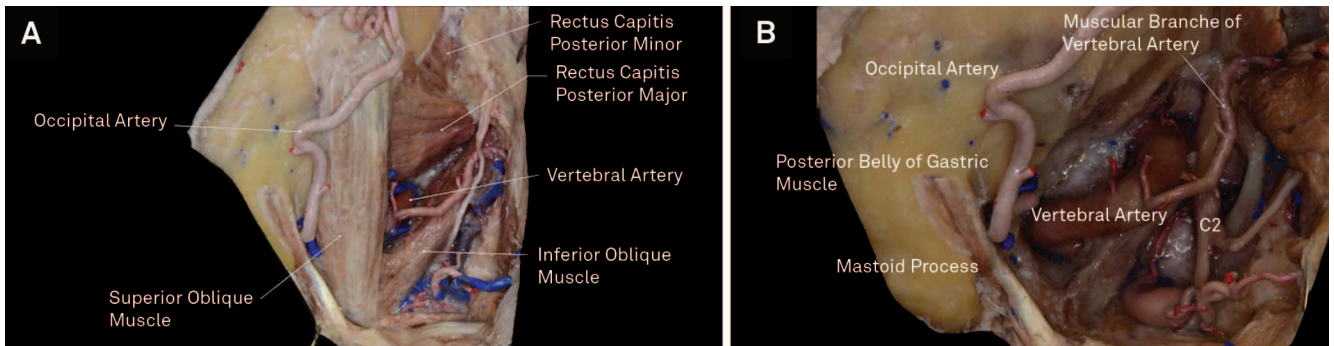 A
Rectus Capitis
Posterior Minor
Rectus Capitis
Posterior Major
Occipital Artery
Vertebral Artery
Inferior Oblique
Muscle
Superior Oblique
Muscle
B
Muscular Branche of
Vertebral Artery
Occipital Artery
Posterior Belly of Gastric
Muscle
Vertebral Artery
C2
Mastoid Process